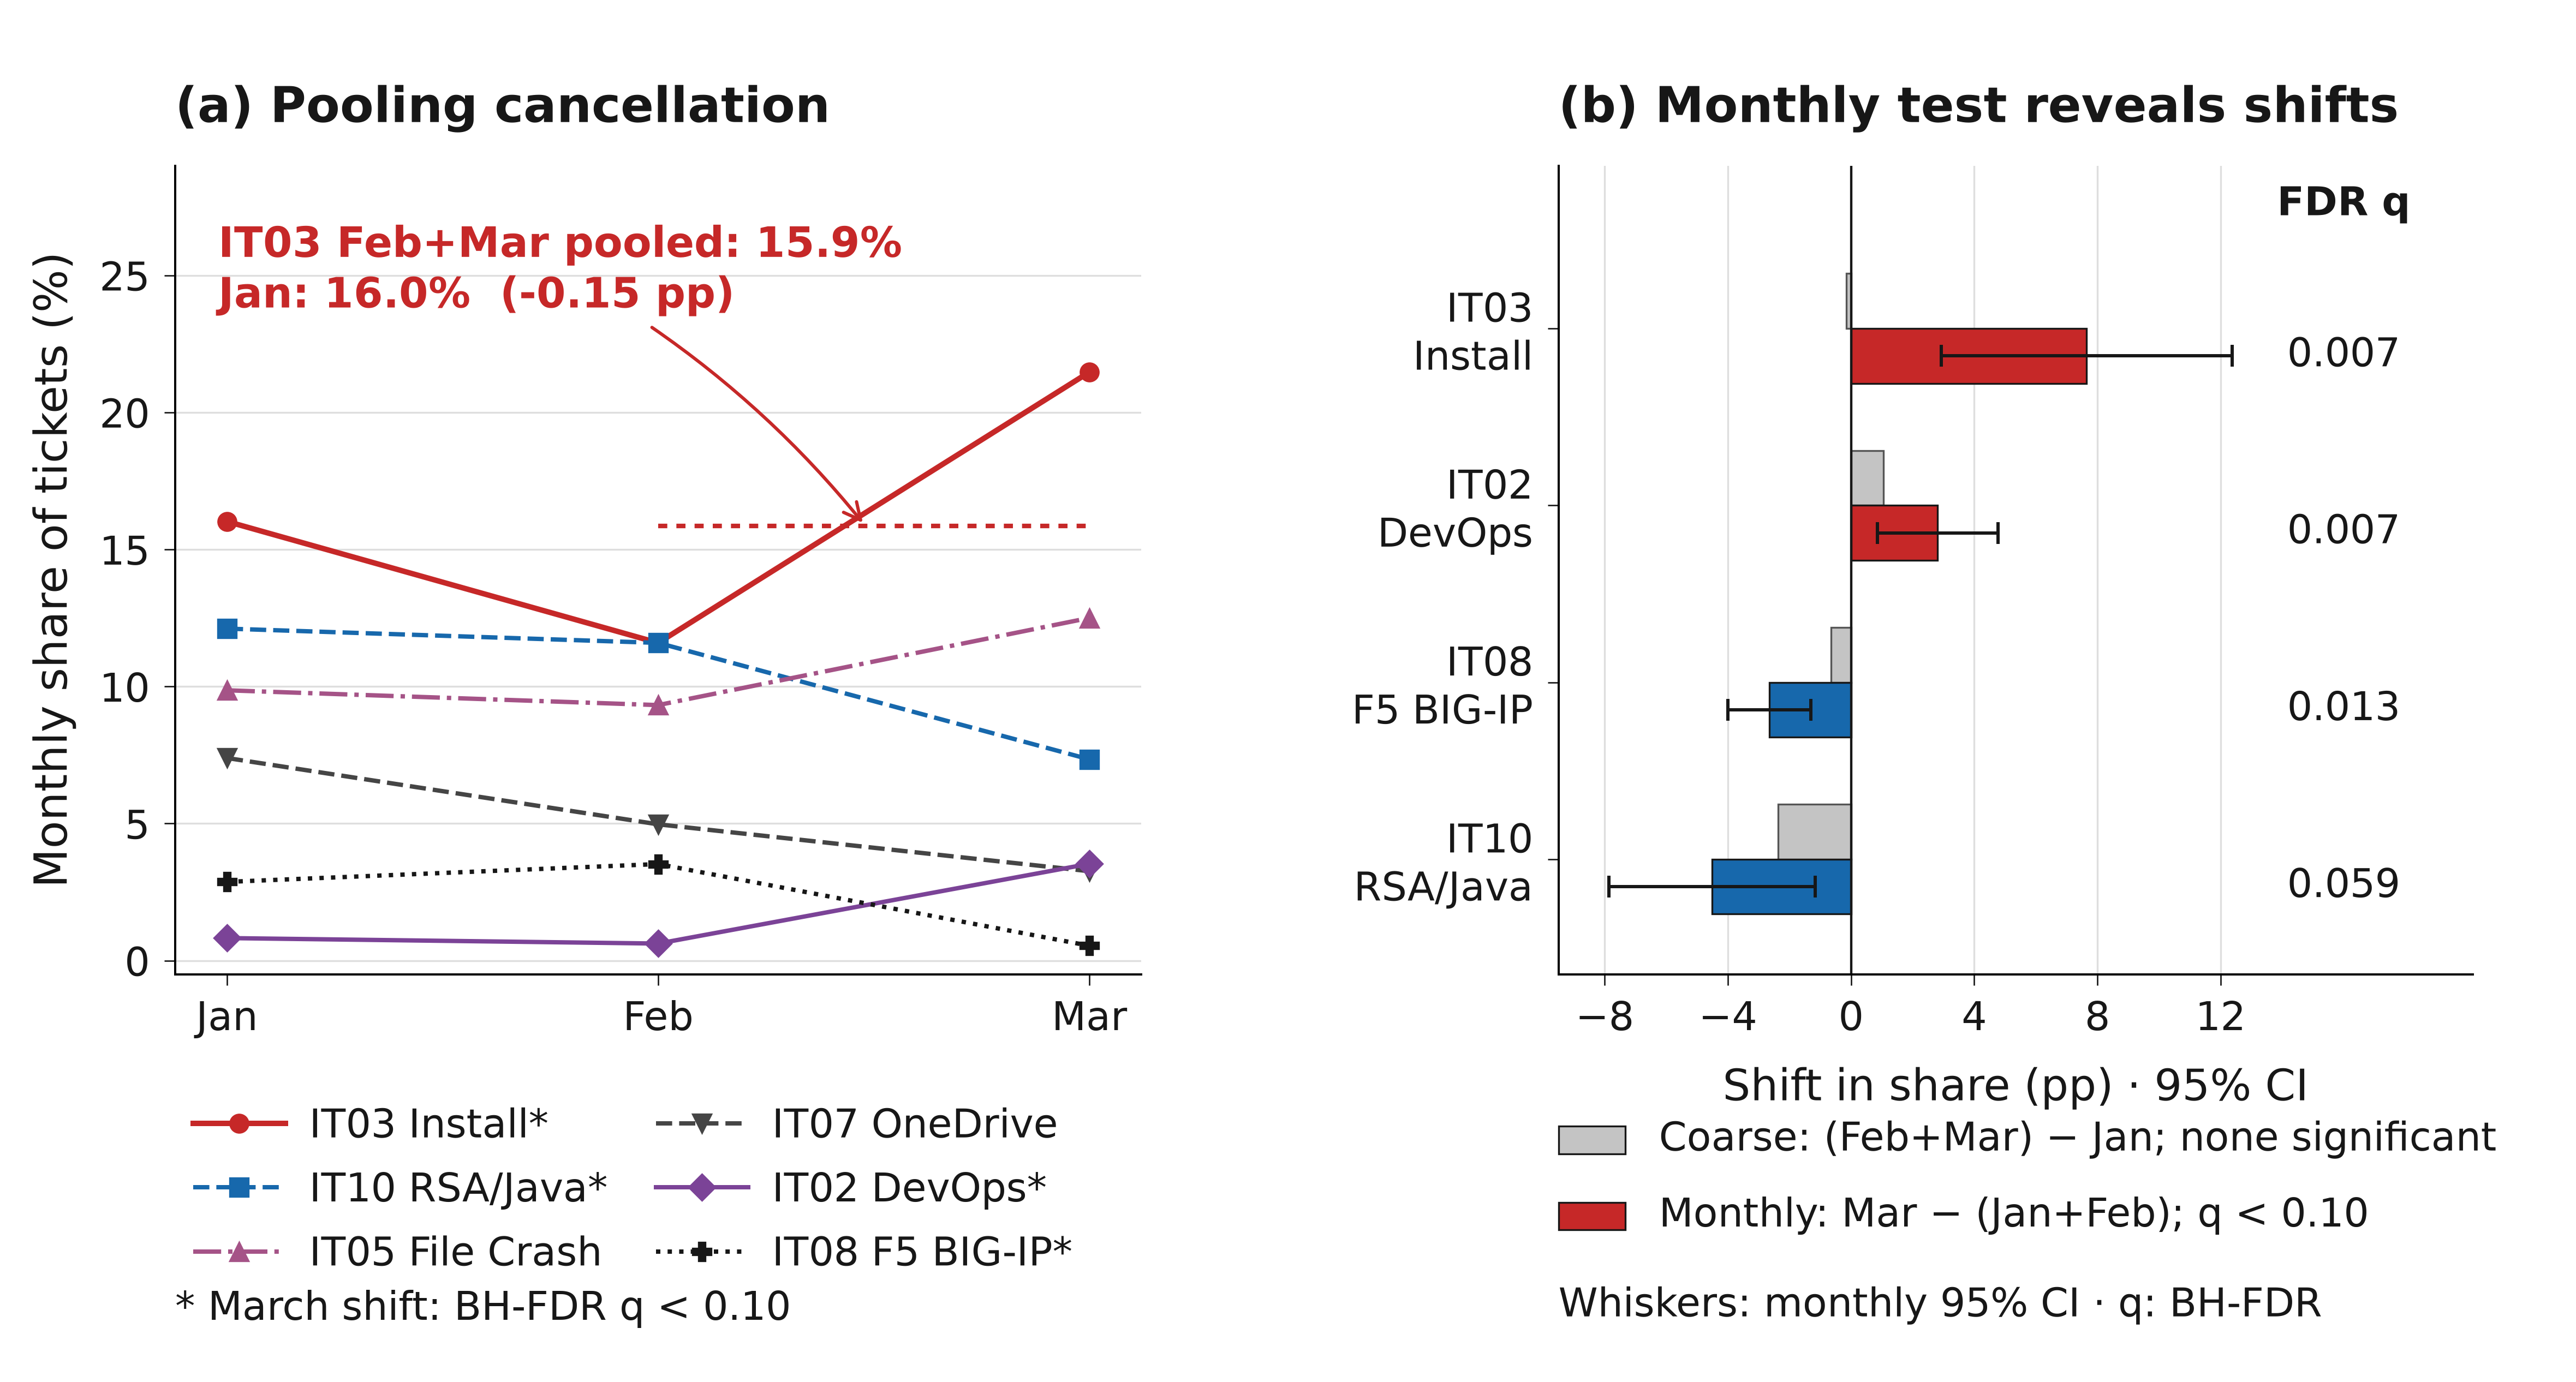 (a) Pooling cancellation
IT03 Feb+Mar pooled: 15.9%
Jan: 16.0%  (-0.15 pp)
Monthly share of tickets (%)
25
20
15
10
5
0
Jan
Feb
Mar
IT03 Install*
IT10 RSA/Java*
IT05 File Crash
IT07 OneDrive
IT02 DevOps*
IT08 F5 BIG-IP*
* March shift: BH-FDR q < 0.10
(b) Monthly test reveals shifts
FDR q
IT03
Install
0.007
IT02
DevOps
0.007
IT08
F5 BIG-IP
0.013
IT10
RSA/Java
0.059
−8
−4
0
4
8
12
Shift in share (pp) · 95% CI
Coarse: (Feb+Mar) − Jan; none significant
Monthly: Mar − (Jan+Feb); q < 0.10
Whiskers: monthly 95% CI · q: BH-FDR